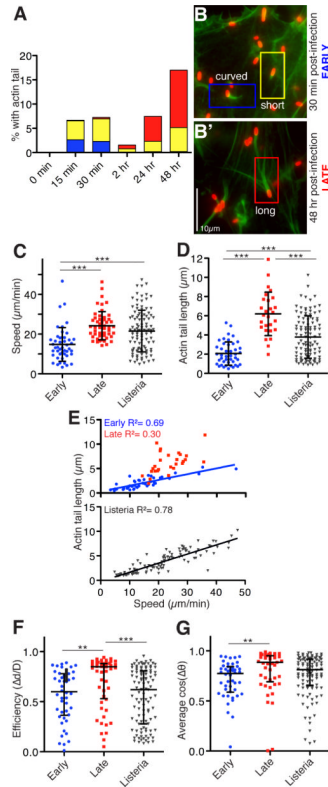 A
% with actin tail
20
15
10
5
0
0 min
15 min
30 min
2 hr
24 hr
48 hr
B
curved
short
30 min post-infection
EARLY
B'
long
10µm
48 hr post-infection
LATE
C
Speed (µm/min)
40
20
0
***
***
Early
Late
Listeria
D
Actin tail length (µm)
12
10
8
6
4
2
0
***
***
***
Early
Late
Listeria
E
Actin tail length (µm)
Early R²= 0.69
Late R²= 0.30
10
5
0
Listeria R²= 0.78
10
5
0
0 10 20 30 40 50
Speed (µm/min)
F
Efficiency (Δd/D)
1.0
0.5
0.0
**
***
Early
Late
Listeria
G
Average cos(Δθ)
1.0
0.5
0.0
**
Early
Late
Listeria